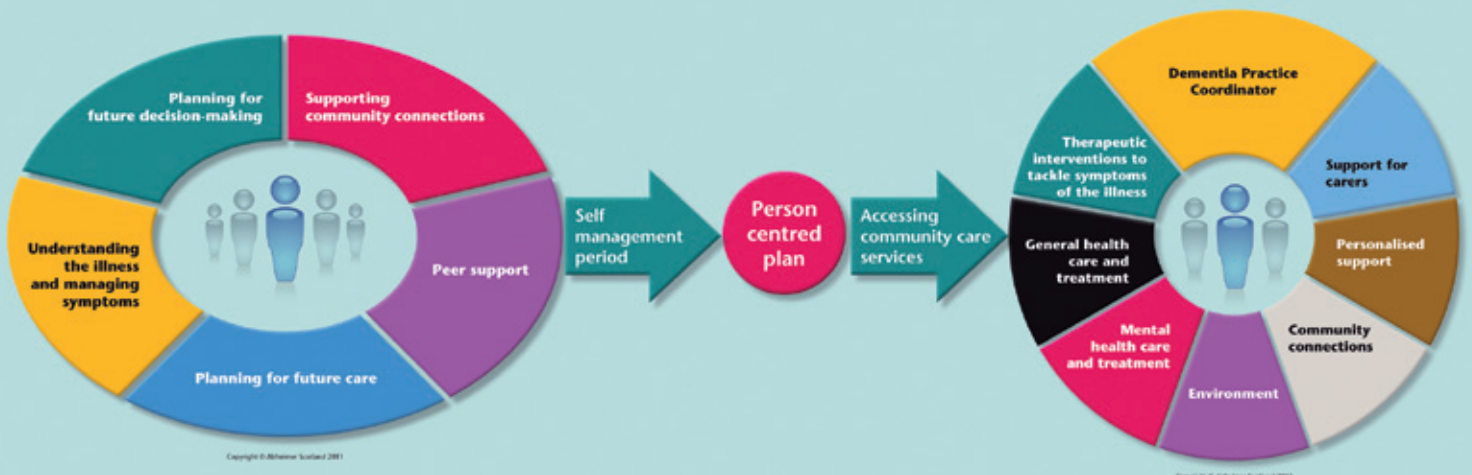 Planning for
future decision-making
Supporting
community connections
Peer support
Planning for future care
Understanding
the illness
and managing
symptoms
Copyright © Alzheimer Scotland
Self
management
period
Person
centred
plan
Accessing
community care
services
Dementia Practice
Coordinator
Support for
carers
Personalised
support
Community
connections
Environment
Mental
health care
and treatment
General health
care and
treatment
Therapeutic
interventions to
tackle symptoms
of the illness